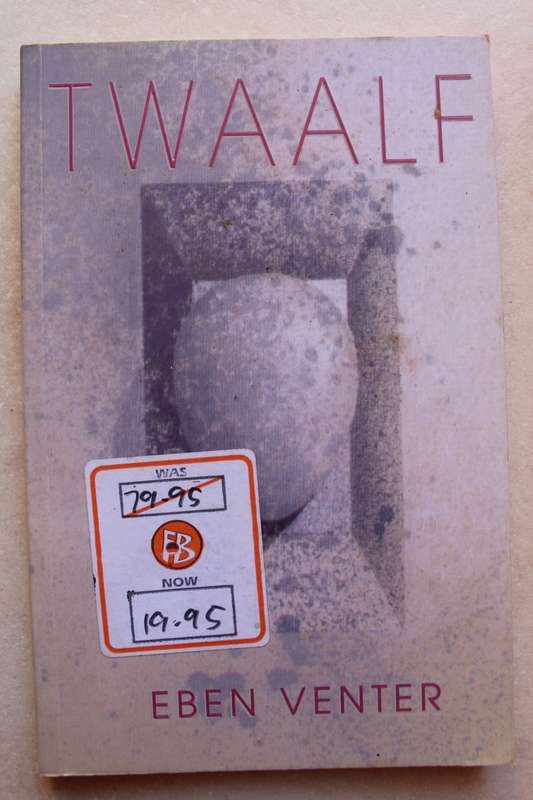 TWAALF
WAS
79-95
FB
NOW
19.95
EBEN VENTER